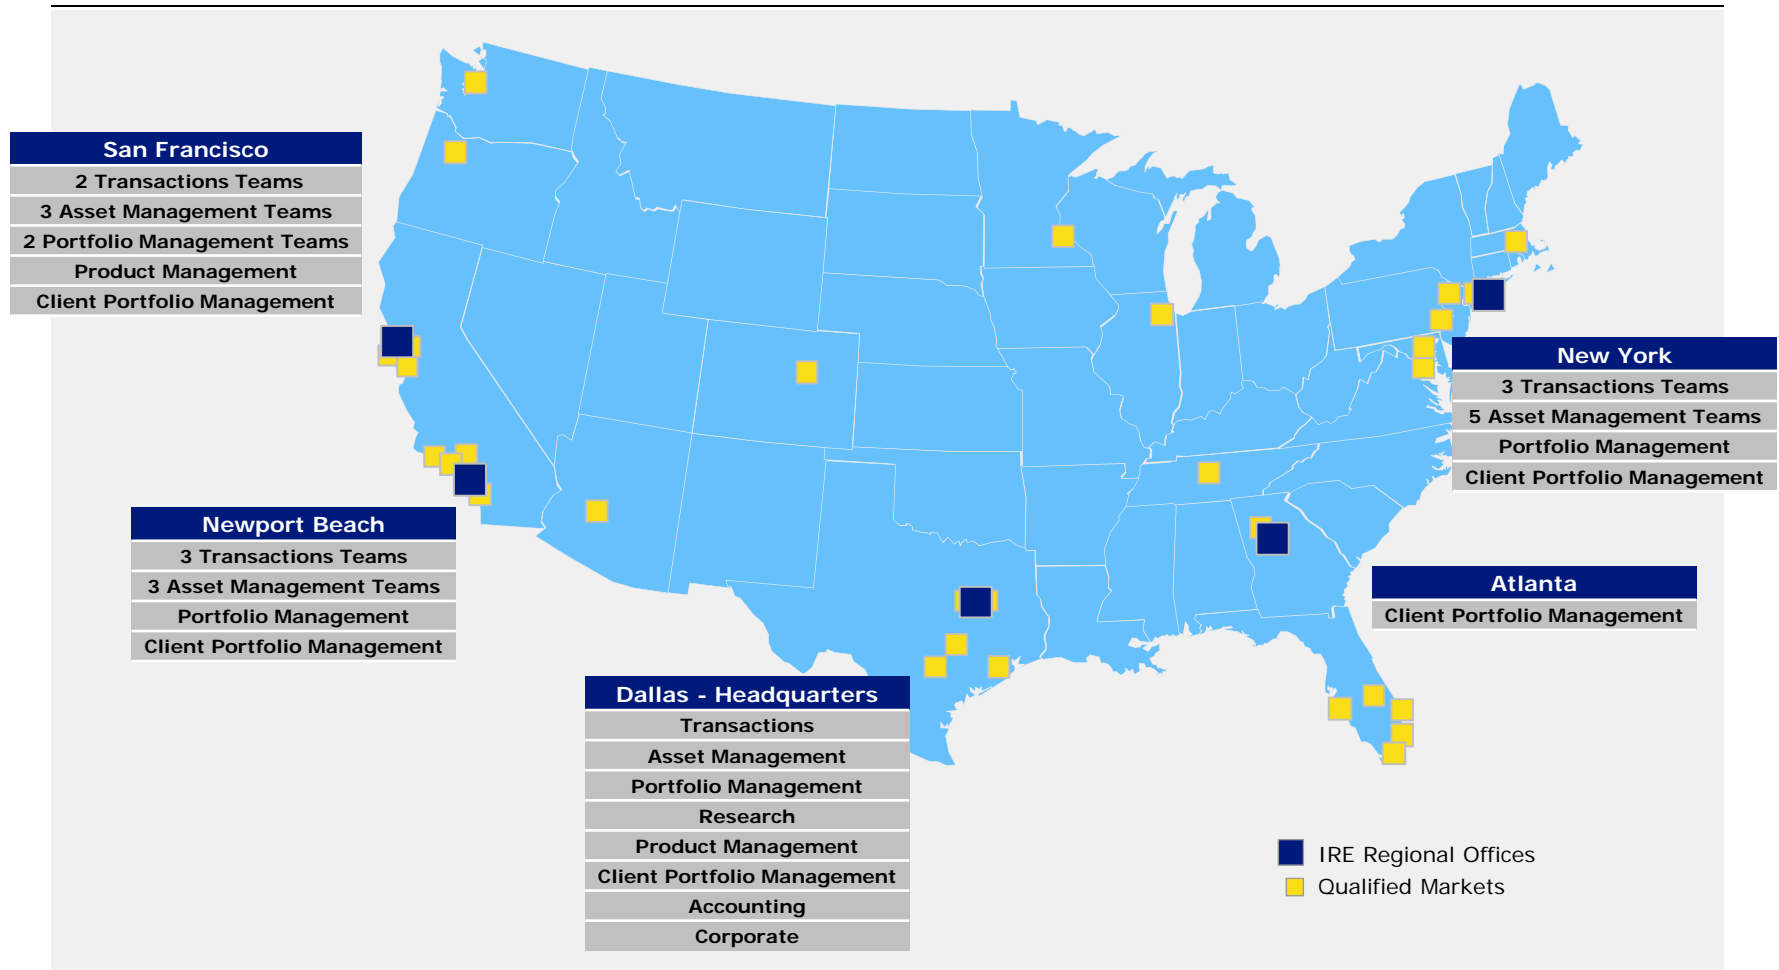 San Francisco
2 Transactions Teams
3 Asset Management Teams
2 Portfolio Management Teams
Product Management
Client Portfolio Management
New York
3 Transactions Teams
5 Asset Management Teams
Portfolio Management
Client Portfolio Management
Newport Beach
3 Transactions Teams
3 Asset Management Teams
Portfolio Management
Client Portfolio Management
Atlanta
Client Portfolio Management
Dallas - Headquarters
Transactions
Asset Management
Portfolio Management
Research
Product Management
Client Portfolio Management
Accounting
Corporate
IRE Regional Offices
Qualified Markets